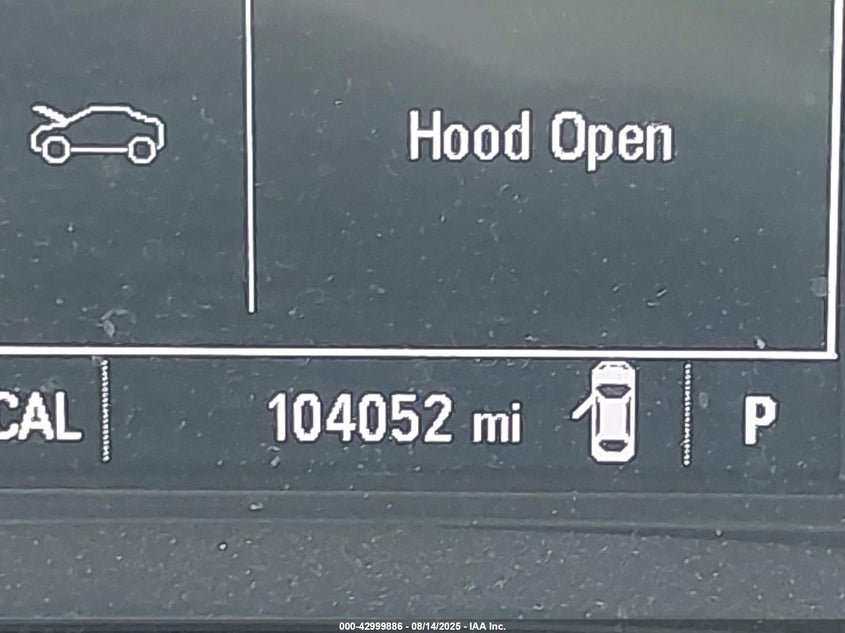 Hood Open
CAL
104052 mi
P
000-42999886 - 08/14/2025 - IAA Inc.